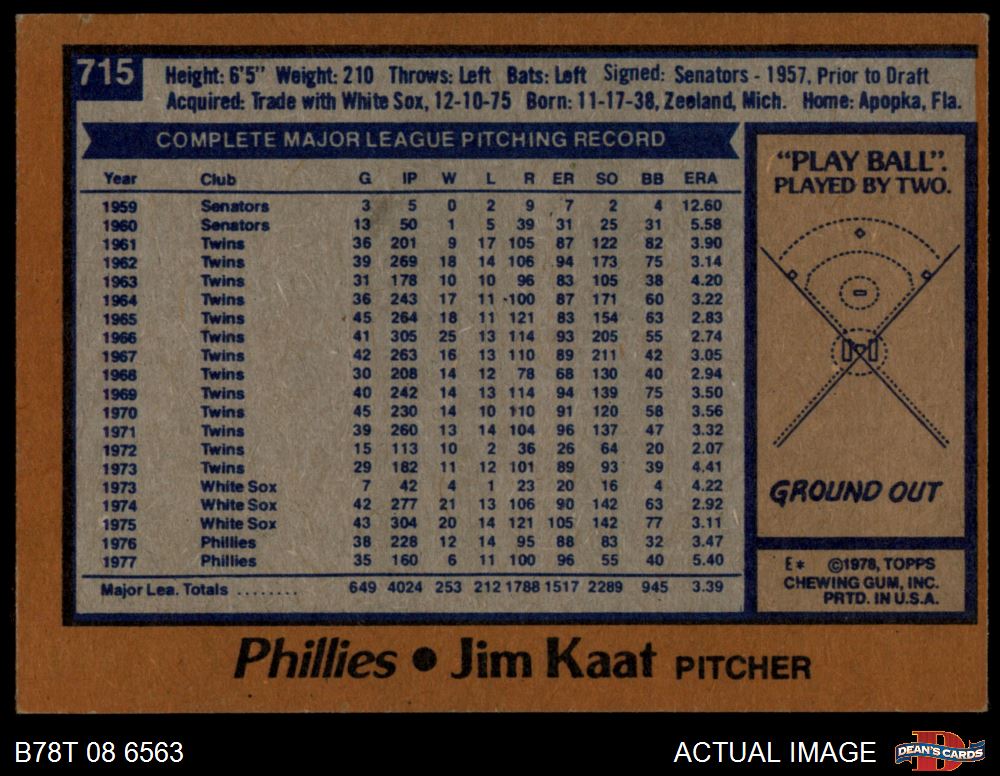 715
Height: 6'5" Weight: 210 Throws: Left Bats: Left Signed: Senators - 1957, Prior to Draft
Acquired: Trade with White Sox, 12-10-75 Born: 11-17-38, Zeeland, Mich. Home: Apopka, Fla.
COMPLETE MAJOR LEAGUE PITCHING RECORD
Year Club G IP W L R ER SO BB ERA
1959 Senators 3 5 0 2 9 7 2 4 12.60
1960 Senators 13 50 1 5 39 31 25 31 5.58
1961 Twins 36 201 9 17 105 87 122 82 3.90
1962 Twins 39 269 18 14 106 94 173 75 3.14
1963 Twins 31 178 10 10 96 83 105 38 4.20
1964 Twins 36 243 17 11 100 87 171 60 3.22
1965 Twins 45 264 18 11 121 83 154 63 2.83
1966 Twins 41 305 25 13 114 93 205 55 2.74
1967 Twins 42 263 16 13 110 89 211 42 3.05
1968 Twins 30 208 14 12 78 68 130 40 2.94
1969 Twins 40 242 14 13 114 94 139 75 3.50
1970 Twins 45 230 14 10 110 91 120 58 3.56
1971 Twins 39 260 13 14 104 96 137 47 3.32
1972 Twins 15 113 10 2 36 26 64 20 2.07
1973 Twins 29 182 11 12 101 89 93 39 4.41
1973 White Sox 7 42 4 1 23 20 16 4 4.22
1974 White Sox 42 277 21 13 106 90 142 63 2.92
1975 White Sox 43 304 20 14 121 105 142 77 3.11
1976 Phillies 38 228 12 14 95 88 83 32 3.47
1977 Phillies 35 160 6 11 100 96 55 40 5.40
Major Lea. Totals ........ 649 4024 253 212 1788 1517 2289 945 3.39
"PLAY BALL".
PLAYED BY TWO.
GROUND OUT
E* ©1978, TOPPS
CHEWING GUM, INC.
PRTD. IN U.S.A.
Phillies • Jim Kaat PITCHER
B78T 08 6563
ACTUAL IMAGE
D
DEAN'S CARDS